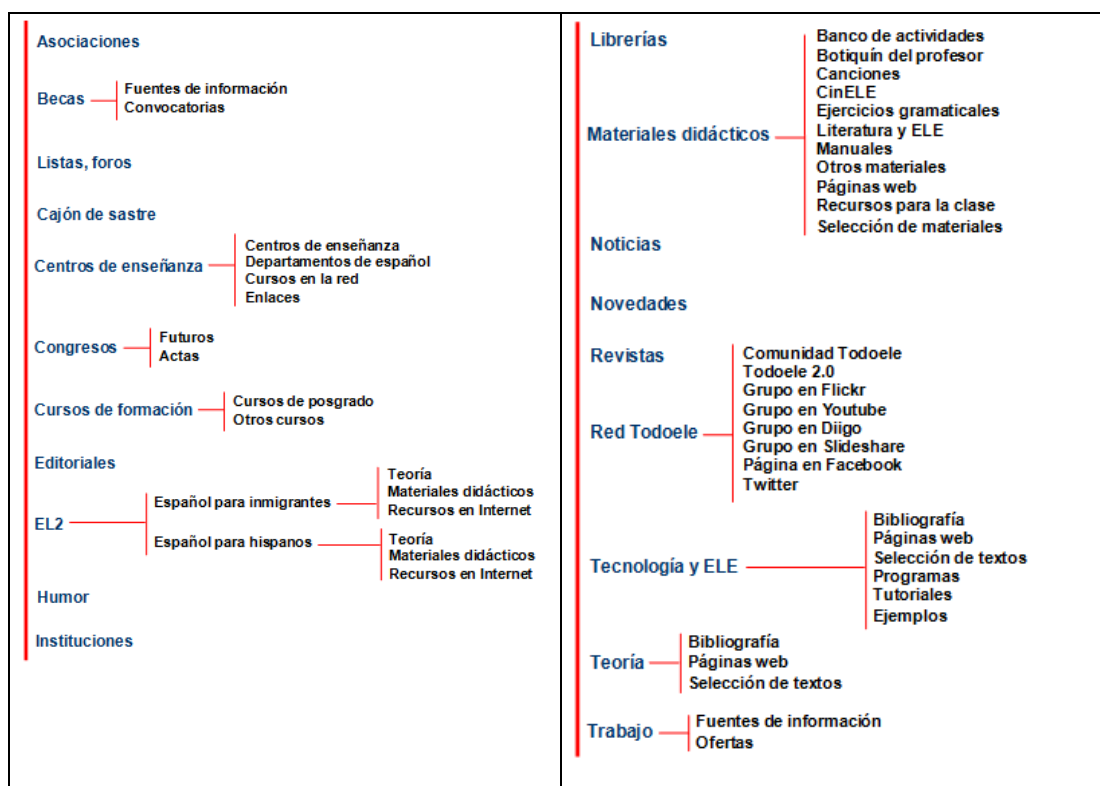 Asociaciones
Becas
Fuentes de información
Convocatorias
Listas, foros
Cajón de sastre
Centros de enseñanza
Centros de enseñanza
Departamentos de español
Cursos en la red
Enlaces
Congresos
Futuros
Actas
Cursos de formación
Cursos de posgrado
Otros cursos
Editoriales
EL2
Español para inmigrantes
Teoría
Materiales didácticos
Recursos en Internet
Español para hispanos
Teoría
Materiales didácticos
Recursos en Internet
Humor
Instituciones
Librerías
Materiales didácticos
Banco de actividades
Botiquín del profesor
Canciones
CinELE
Ejercicios gramaticales
Literatura y ELE
Manuales
Otros materiales
Páginas web
Recursos para la clase
Selección de materiales
Noticias
Novedades
Revistas
Red Todoele
Comunidad Todoele
Todoele 2.0
Grupo en Flickr
Grupo en Youtube
Grupo en Diigo
Grupo en Slideshare
Página en Facebook
Twitter
Tecnología y ELE
Bibliografía
Páginas web
Selección de textos
Programas
Tutoriales
Ejemplos
Teoría
Bibliografía
Páginas web
Selección de textos
Trabajo
Fuentes de información
Ofertas